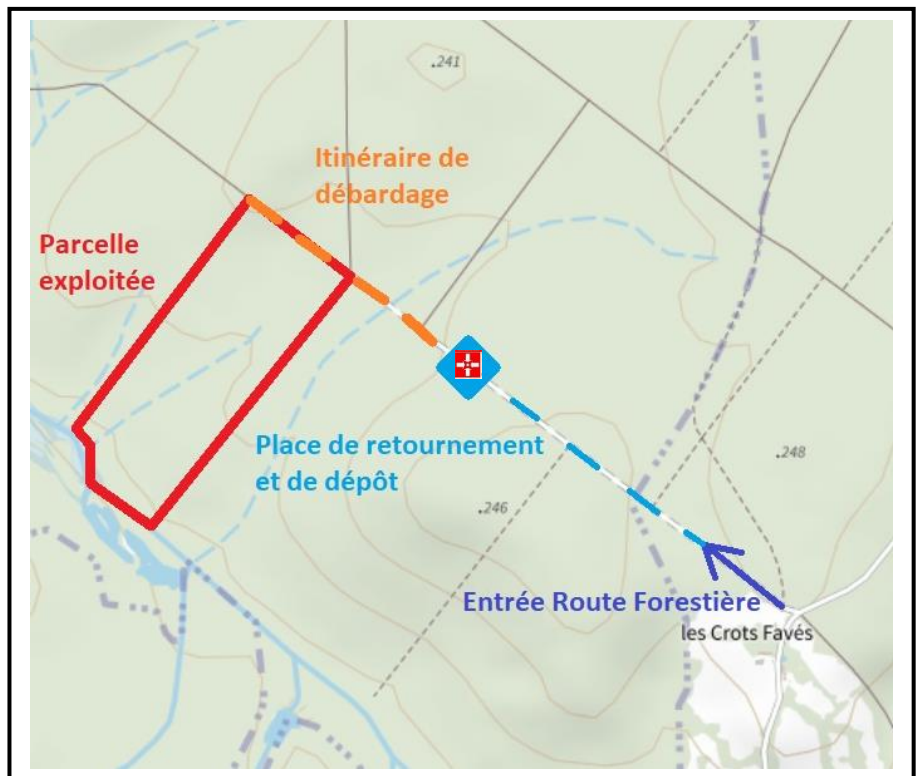 .241
Itinéraire de
débardage
Parcelle
exploitée
Place de retournement
et de dépôt
.248
.246
Entrée Route Forestière
les Crots Favés